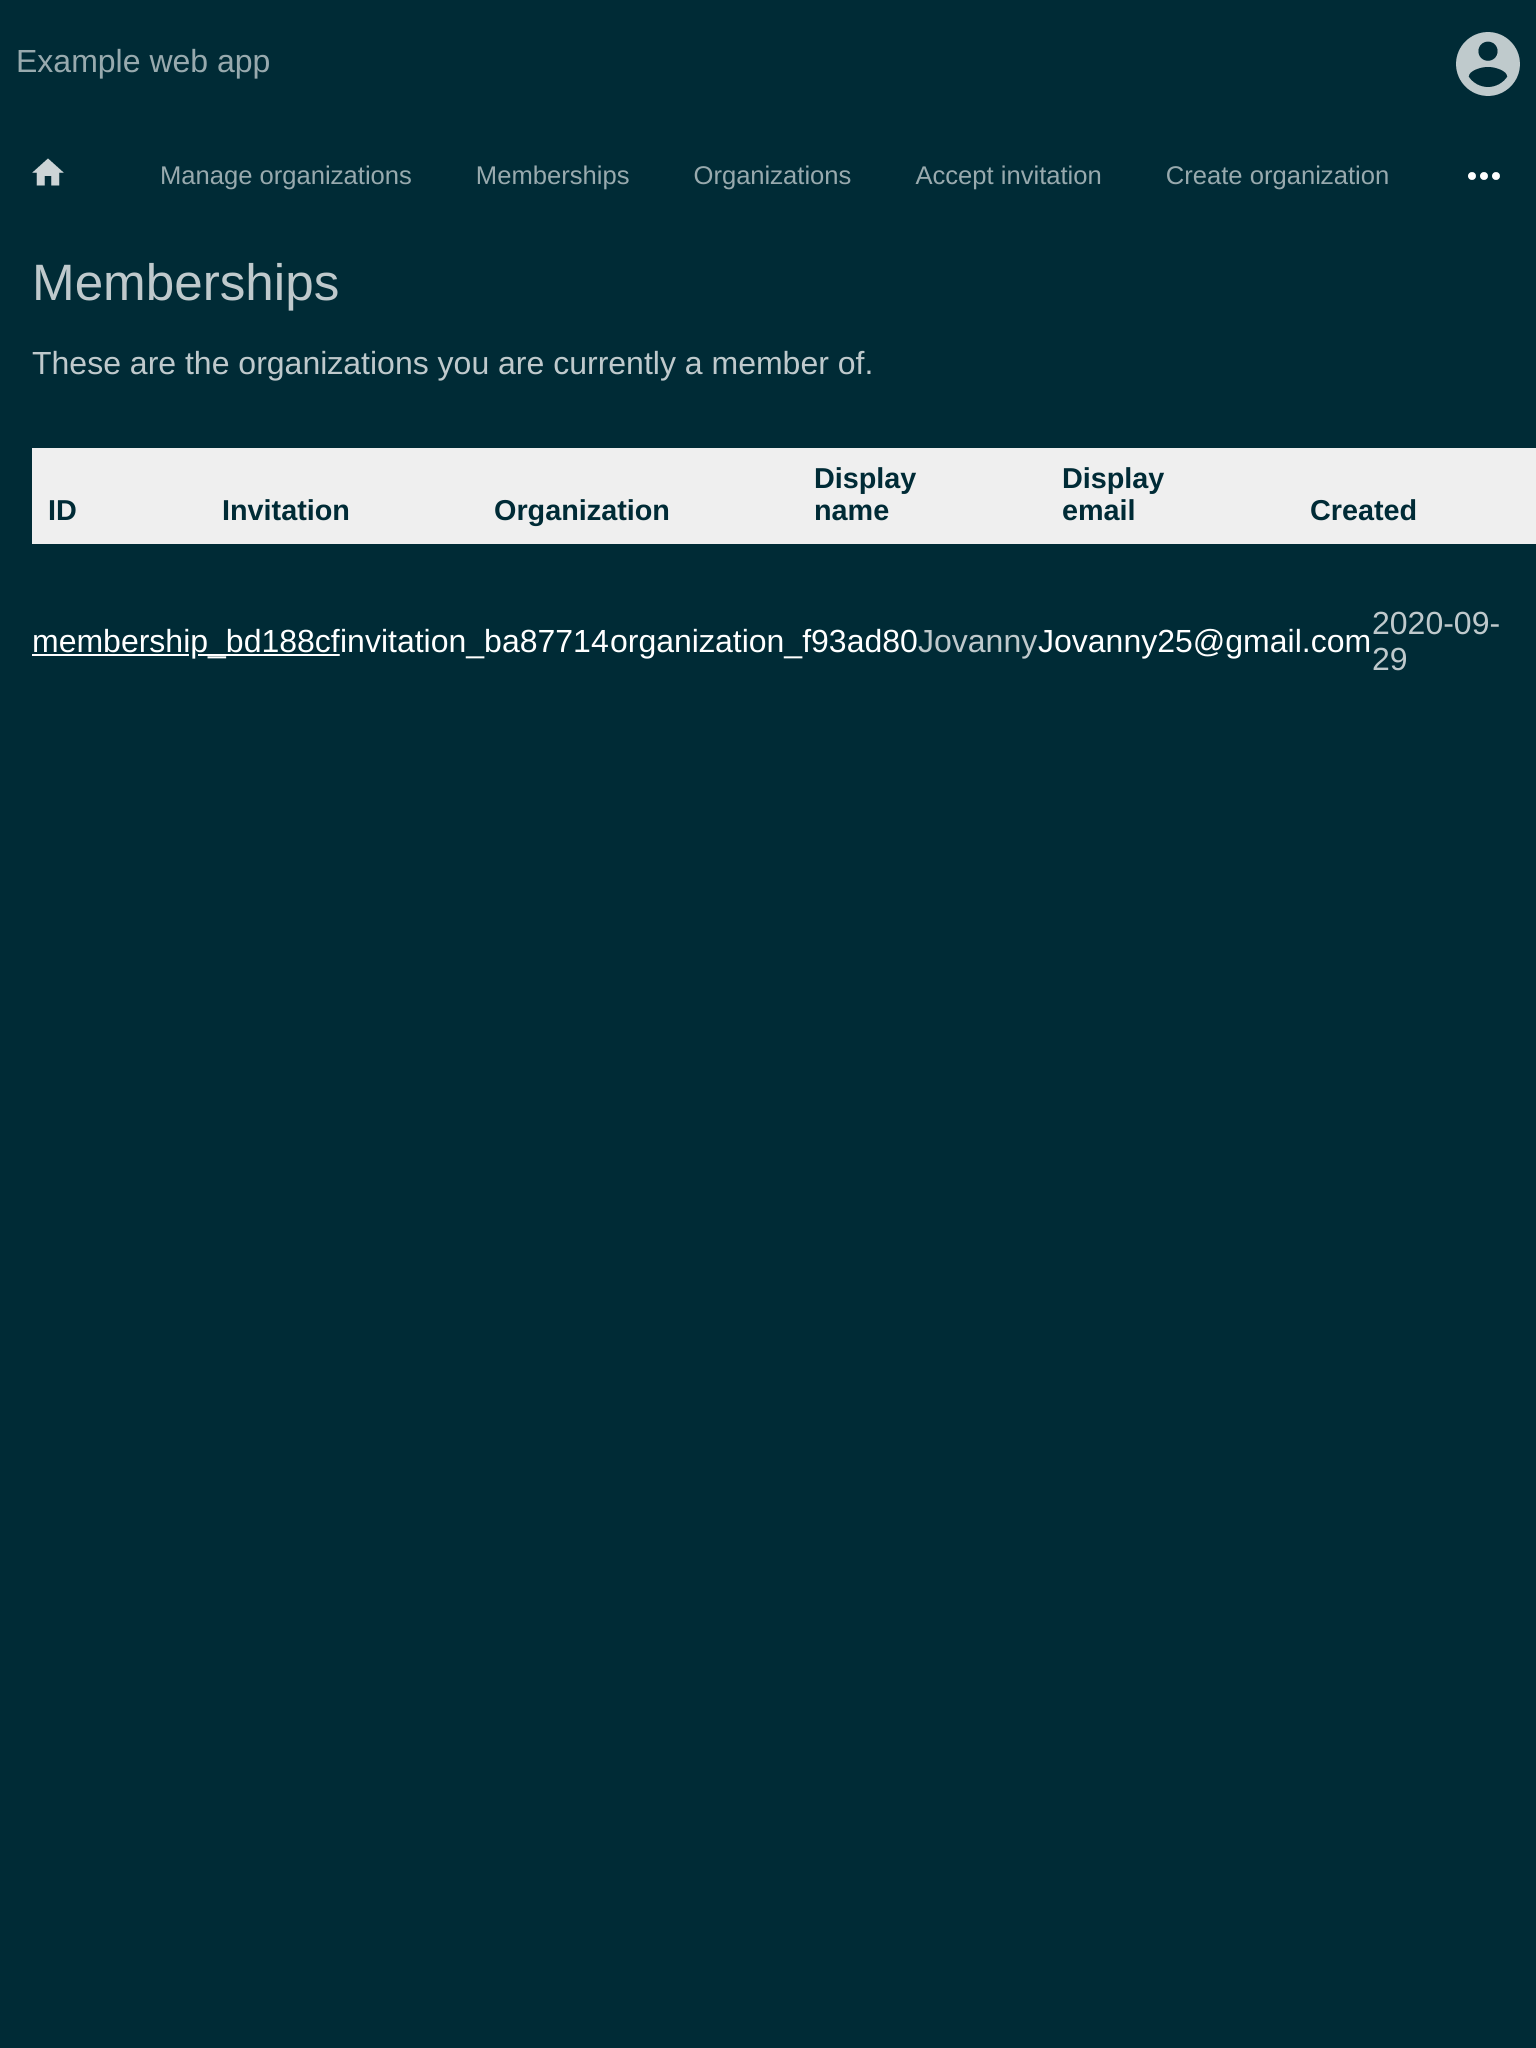 Example web app
Manage organizations Memberships Organizations Accept invitation Create organization
Memberships
These are the organizations you are currently a member of.
ID Invitation Organization Display name Display email Created
membership_bd188cf invitation_ba87714 organization_f93ad80 Jovanny Jovanny25@gmail.com 2020-09-29